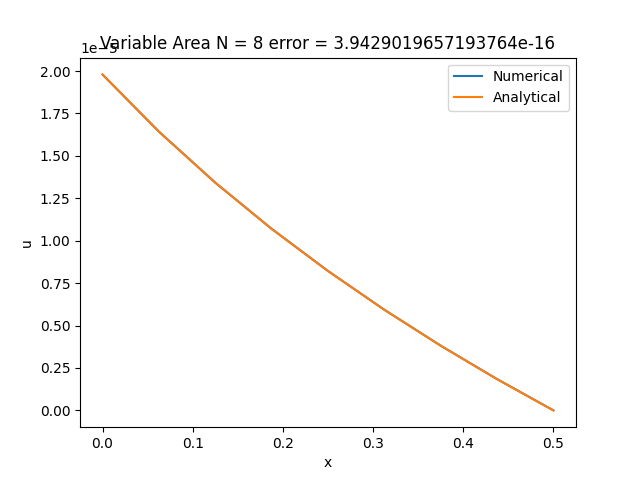 Variable Area N = 8 error = 3.9429019657193764e-16
1e−5
2.00
1.75
1.50
1.25
1.00
0.75
0.50
0.25
0.00
u
Numerical
Analytical
0.0 0.1 0.2 0.3 0.4 0.5
x